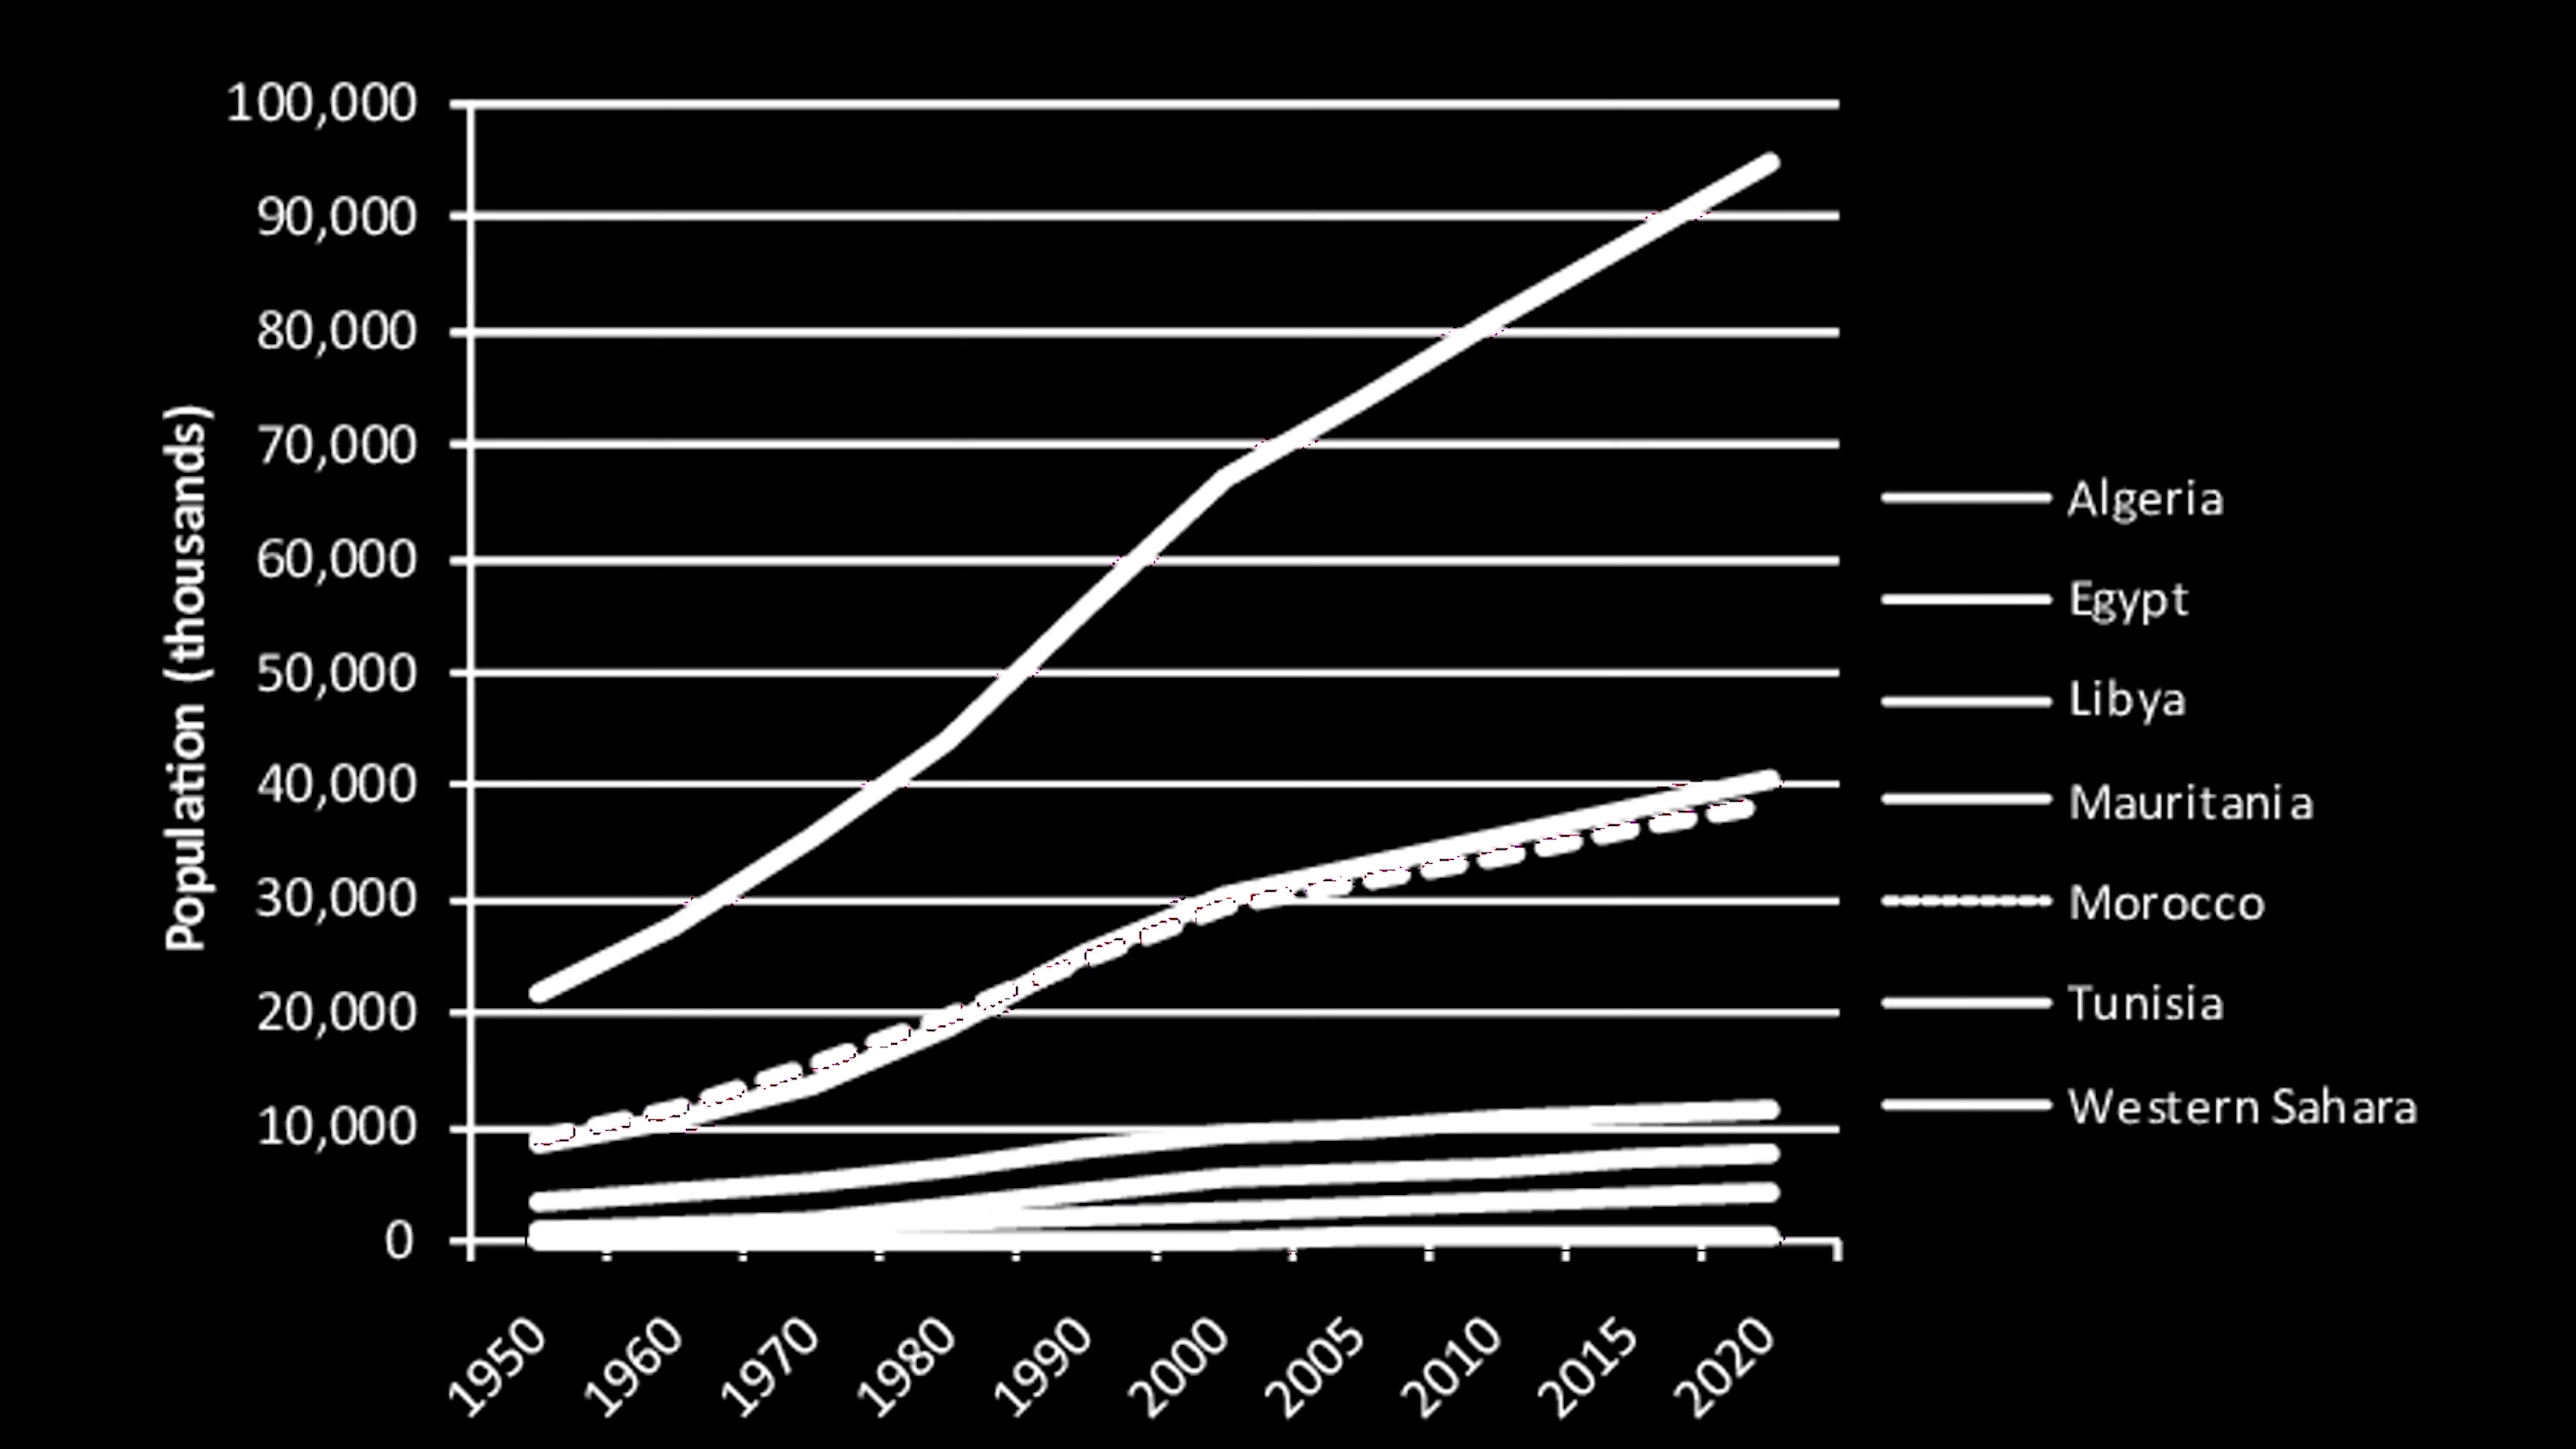 100,000
90,000
80,000
70,000
60,000
50,000
40,000
30,000
20,000
10,000
0
Population (thousands)
1950
1960
1970
1980
1990
2000
2005
2010
2015
2020
Algeria
Egypt
Libya
Mauritania
Morocco
Tunisia
Western Sahara